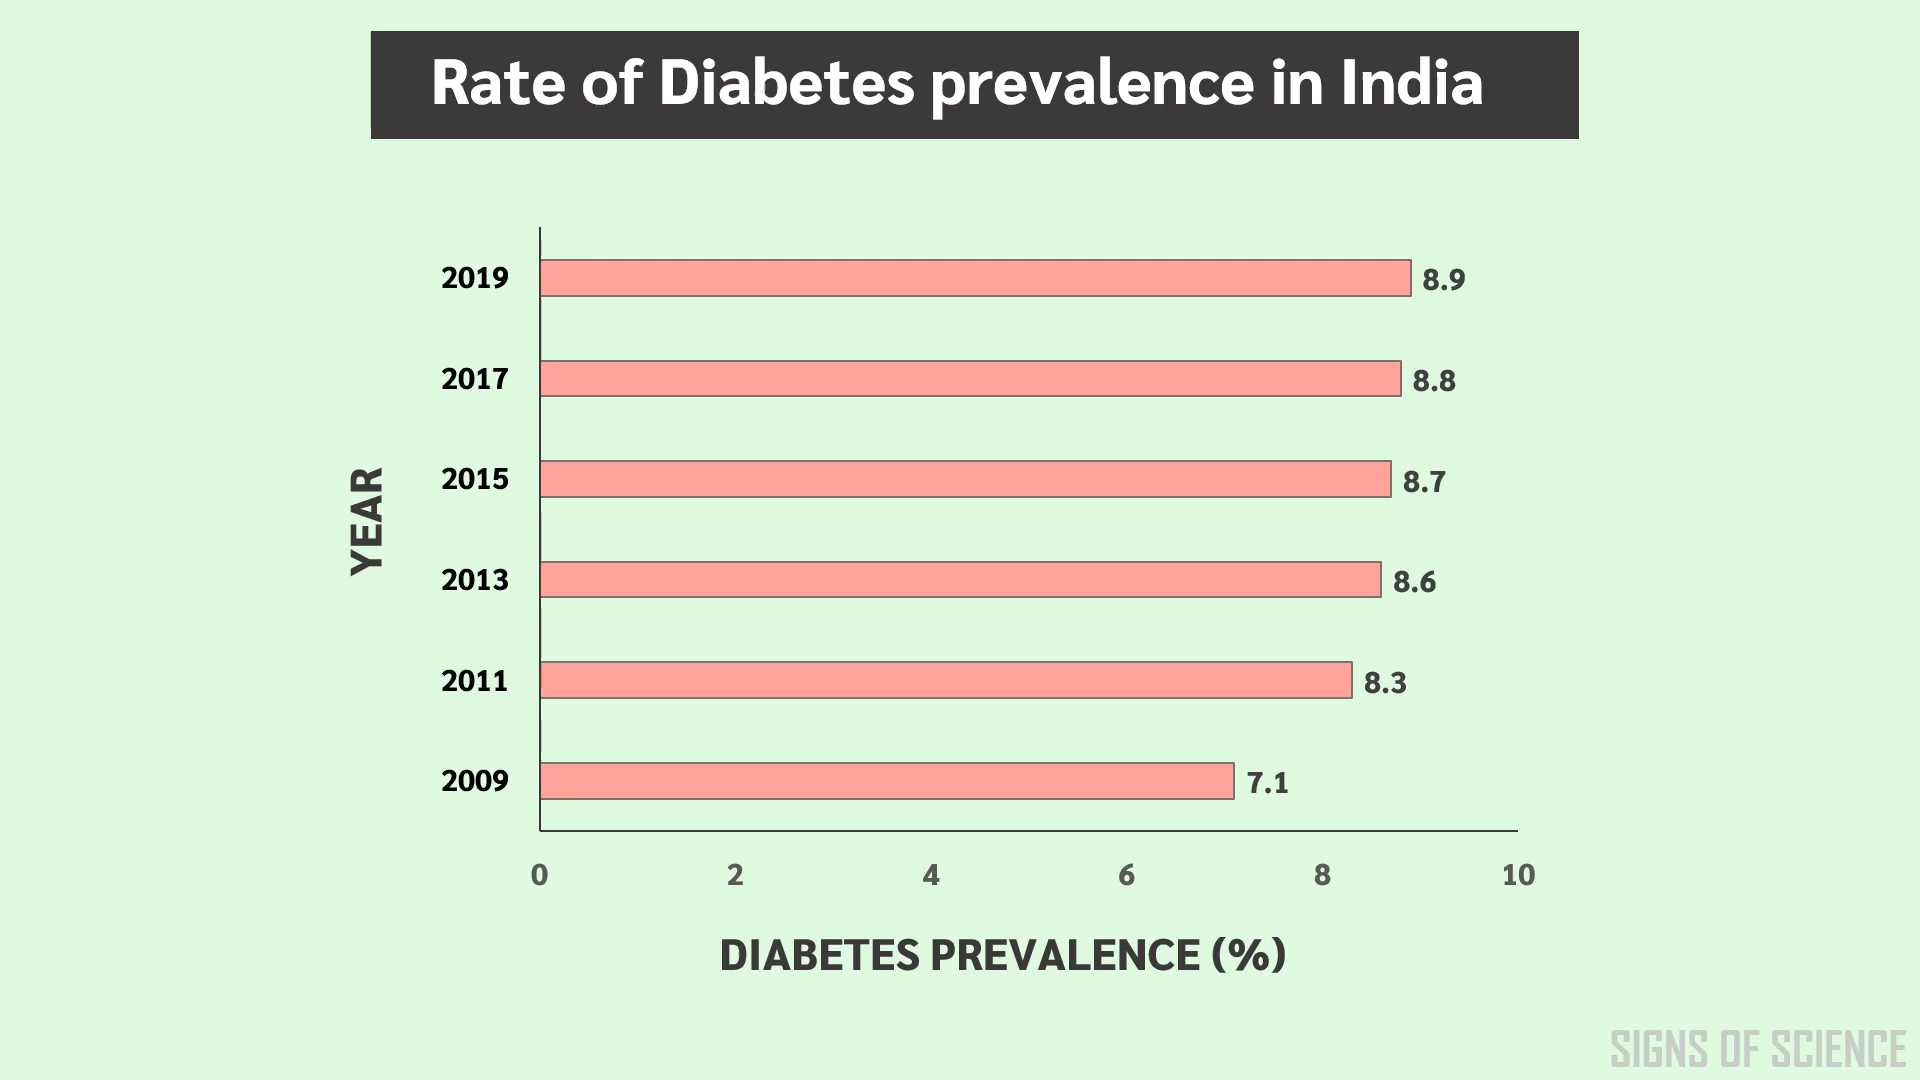 Rate of Diabetes prevalence in India
2019 8.9
2017 8.8
2015 8.7
YEAR
2013 8.6
2011 8.3
2009 7.1
0 2 4 6 8 10
DIABETES PREVALENCE (%)
SIGNS OF SCIENCE